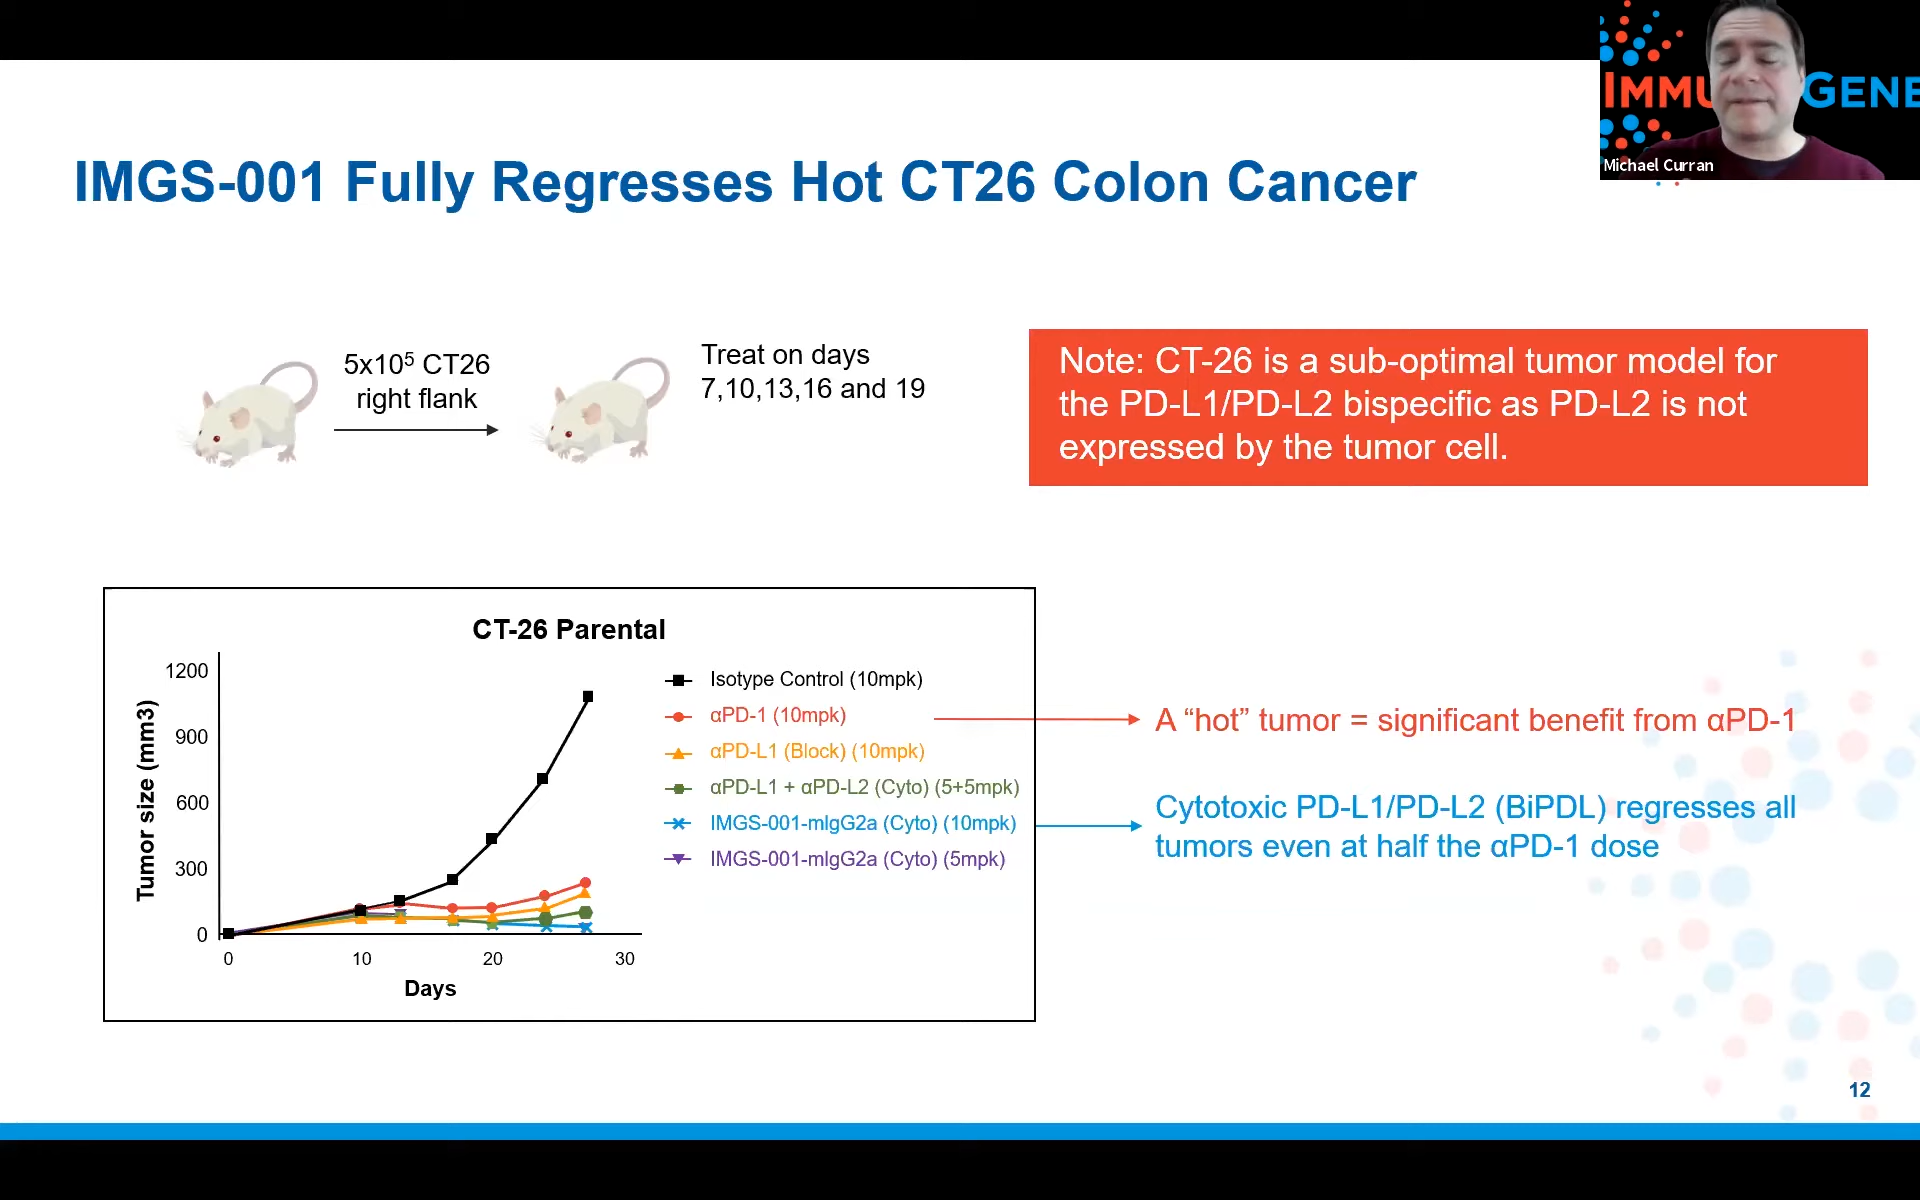 IMMU GENE
Michael Curran
IMGS-001 Fully Regresses Hot CT26 Colon Cancer
5x10⁵ CT26
right flank
Treat on days
7,10,13,16 and 19
Note: CT-26 is a sub-optimal tumor model for
the PD-L1/PD-L2 bispecific as PD-L2 is not
expressed by the tumor cell.
CT-26 Parental
Tumor size (mm3)
1200
900
600
300
0
0
10
20
30
Days
Isotype Control (10mpk)
αPD-1 (10mpk)
αPD-L1 (Block) (10mpk)
αPD-L1 + αPD-L2 (Cyto) (5+5mpk)
IMGS-001-mIgG2a (Cyto) (10mpk)
IMGS-001-mIgG2a (Cyto) (5mpk)
A “hot” tumor = significant benefit from αPD-1
Cytotoxic PD-L1/PD-L2 (BiPDL) regresses all
tumors even at half the αPD-1 dose
12